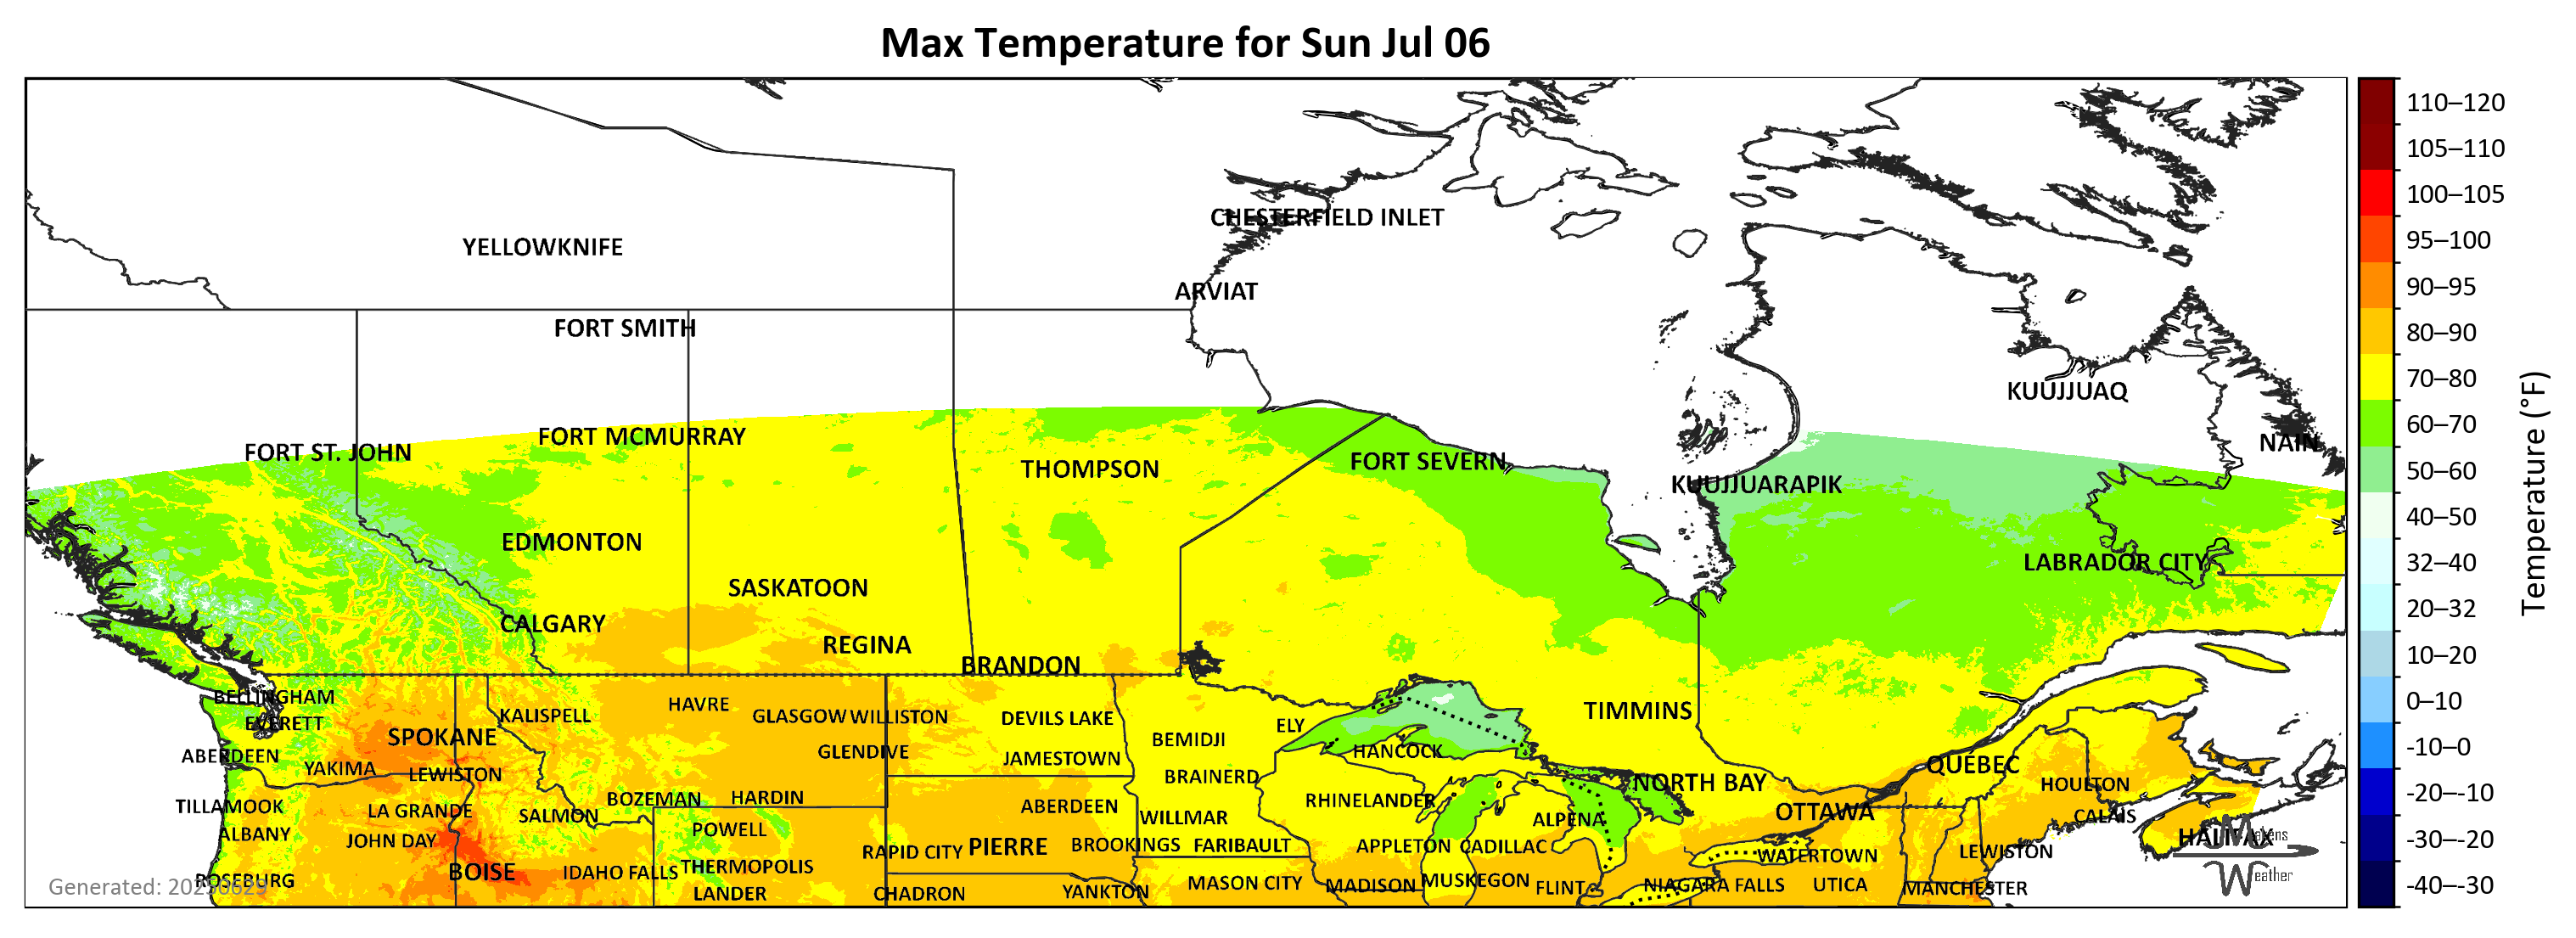 Max Temperature for Sun Jul 06
110–120
105–110
100–105
95–100
90–95
80–90
70–80
60–70
50–60
40–50
32–40
20–32
10–20
0–10
-10–0
-20–-10
-30–-20
-40–-30
Temperature (°F)
CHESTERFIELD INLET
YELLOWKNIFE
ARVIAT
FORT SMITH
KUUJJUAQ
FORT MCMURRAY
NAIN
FORT ST. JOHN
FORT SEVERN
THOMPSON
KUUJJUARAPIK
EDMONTON
LABRADOR CITY
SASKATOON
CALGARY
REGINA
BRANDON
BELLINGHAM
HAVRE
TIMMINS
KALISPELL
GLASGOW
WILLISTON
DEVILS LAKE
EVERETT
ELY
SPOKANE
BEMIDJI
GLENDIVE
HANCOCK
ABERDEEN
JAMESTOWN
QUÉBEC
YAKIMA
LEWISTON
BRAINERD
NORTH BAY
HOULTON
BOZEMAN
HARDIN
RHINELANDER
TILLAMOOK
ABERDEEN
LA GRANDE
OTTAWA
SALMON
WILLMAR
CALAIS
ALPENA
POWELL
ALBANY
HALIFAX
JOHN DAY
BROOKINGS
FARIBAULT
PIERRE
APPLETON
CADILLAC
RAPID CITY
LEWISTON
WATERTOWN
THERMOPOLIS
BOISE
IDAHO FALLS
ROSEBURG
MUSKEGON
MASON CITY
MADISON
NIAGARA FALLS
UTICA
FLINT
MANCHESTER
YANKTON
LANDER
CHADRON
Generated: 20250629
Makens
Weather